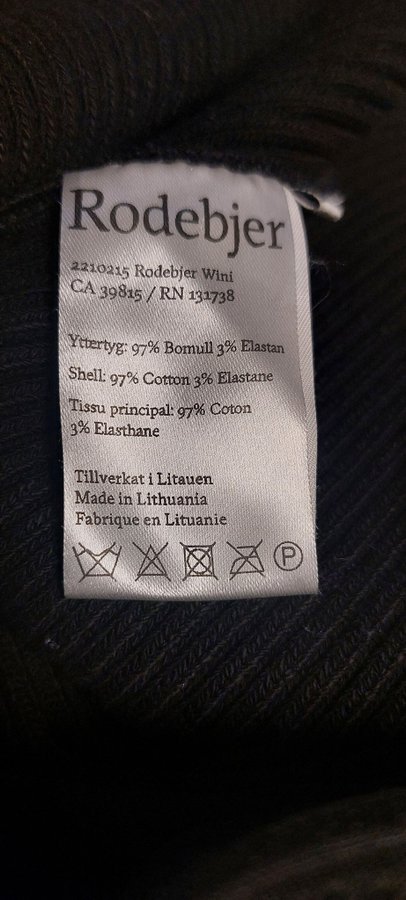 Rodebjer
2210215 Rodebjer Wini
CA 39815 / RN 131738
Yttertyg: 97% Bomull 3% Elastan
Shell: 97% Cotton 3% Elastane
Tissu principal: 97% Coton
3% Elasthane
Tillverkat i Litauen
Made in Lithuania
Fabrique en Lituanie
P